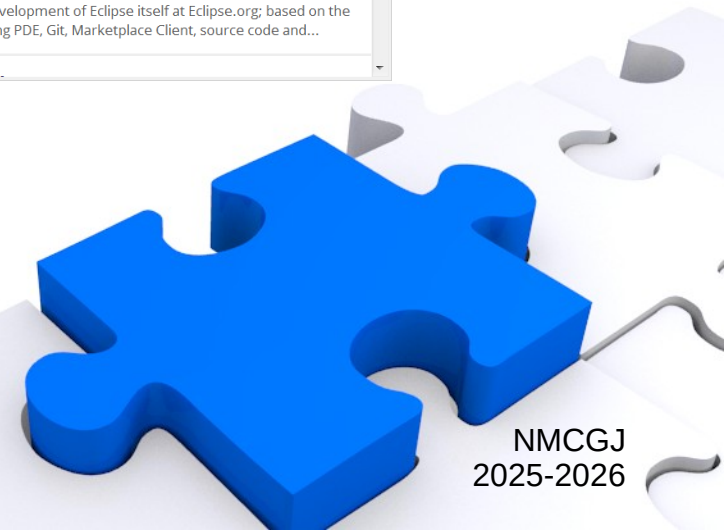 velopment of Eclipse itself at Eclipse.org; based on the
ng PDE, Git, Marketplace Client, source code and...
NMCGJ
2025-2026